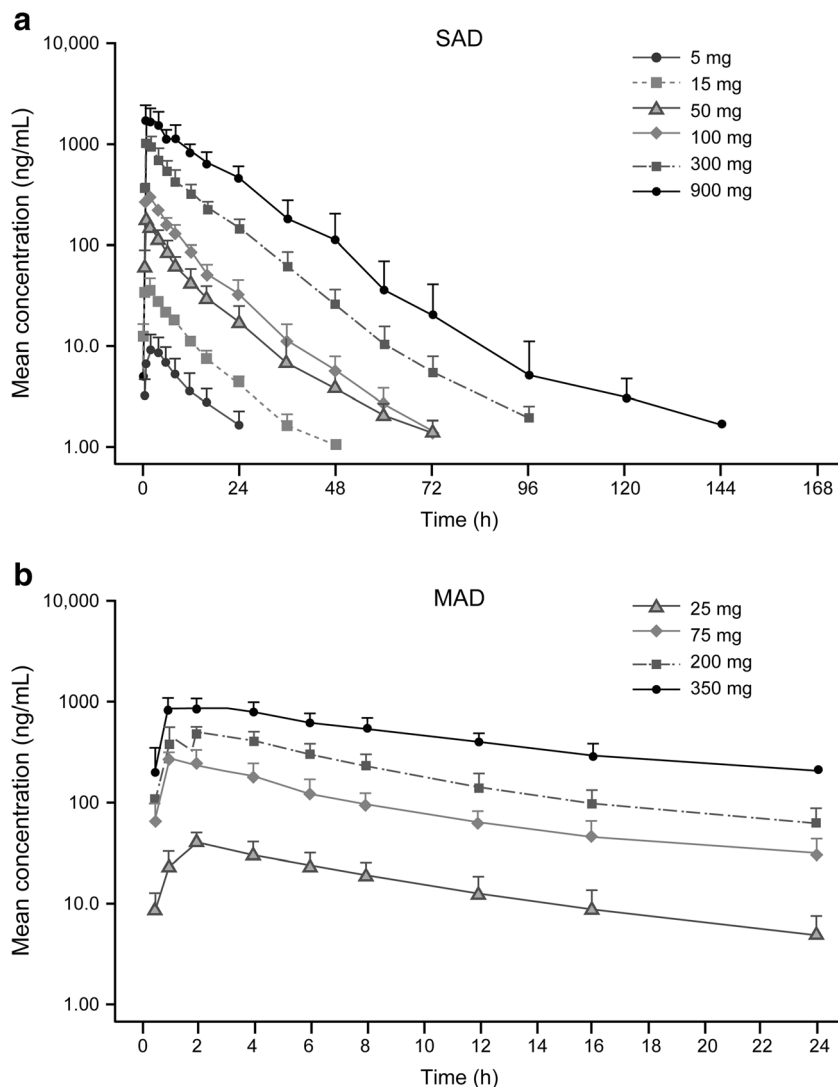 a
SAD
10,000
1000
100
10.0
1.00
Mean concentration (ng/mL)
5 mg
15 mg
50 mg
100 mg
300 mg
900 mg
0 24 48 72 96 120 144 168
Time (h)
b
MAD
10,000
1000
100
10.0
1.00
Mean concentration (ng/mL)
25 mg
75 mg
200 mg
350 mg
0 2 4 6 8 10 12 14 16 18 20 22 24
Time (h)